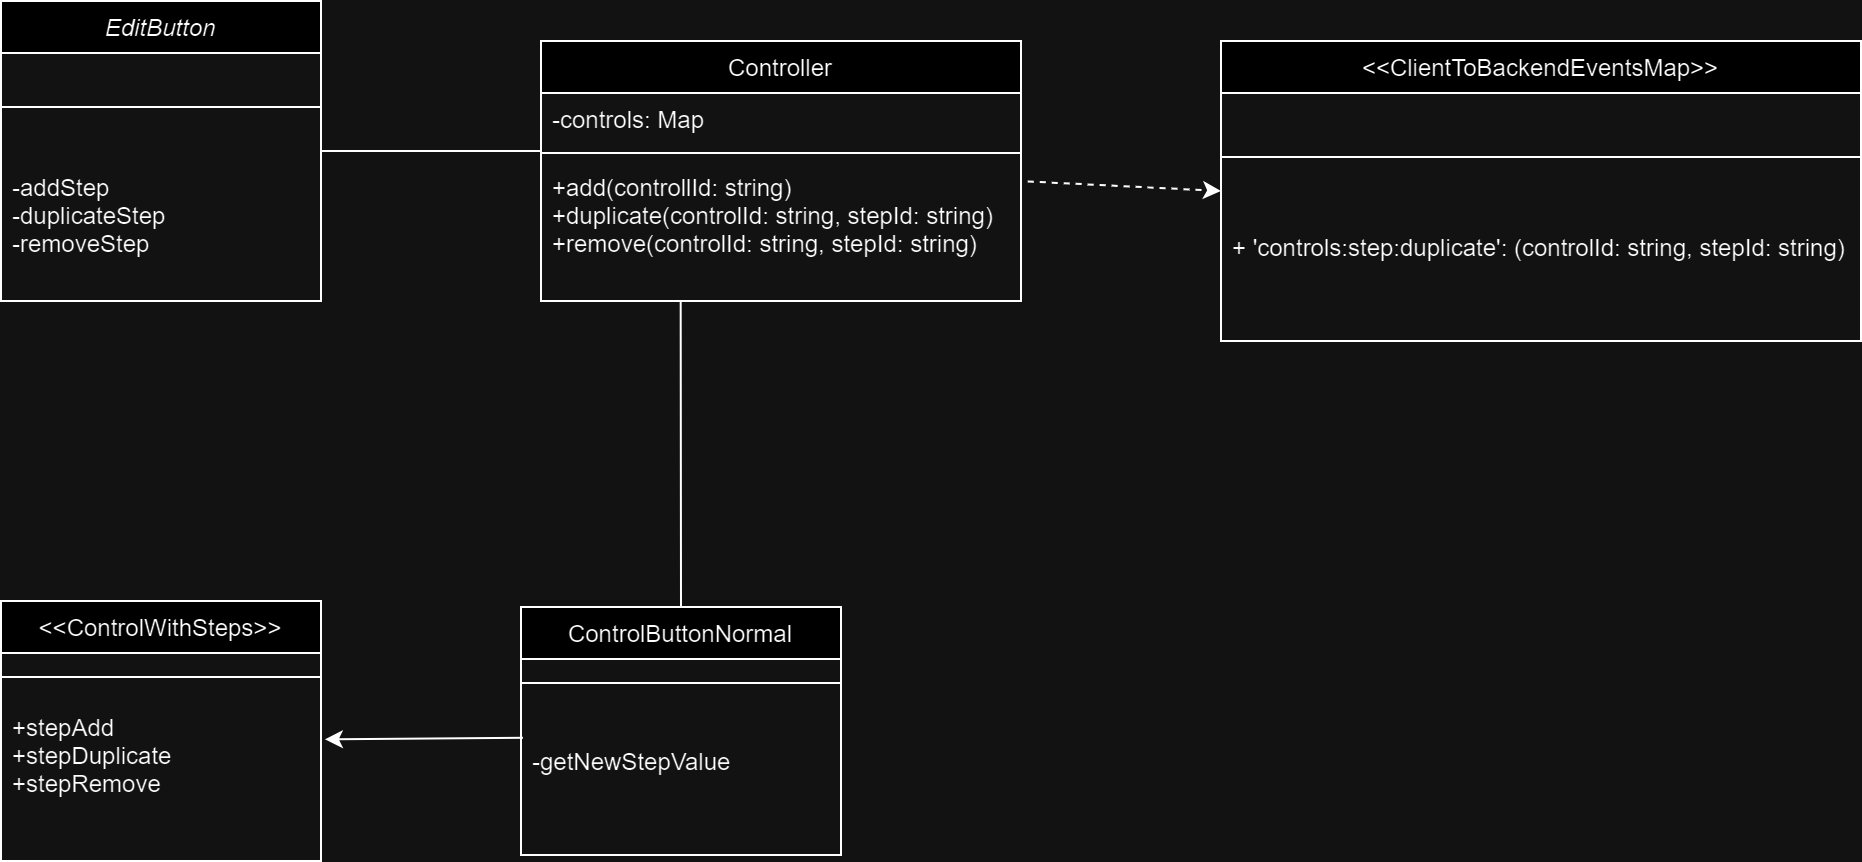 EditButton
-addStep
-duplicateStep
-removeStep
Controller
-controls: Map
+add(controllId: string)
+duplicate(controlId: string, stepId: string)
+remove(controlId: string, stepId: string)
<<ClientToBackendEventsMap>>
+ 'controls:step:duplicate': (controlId: string, stepId: string)
<<ControlWithSteps>>
+stepAdd
+stepDuplicate
+stepRemove
ControlButtonNormal
-getNewStepValue